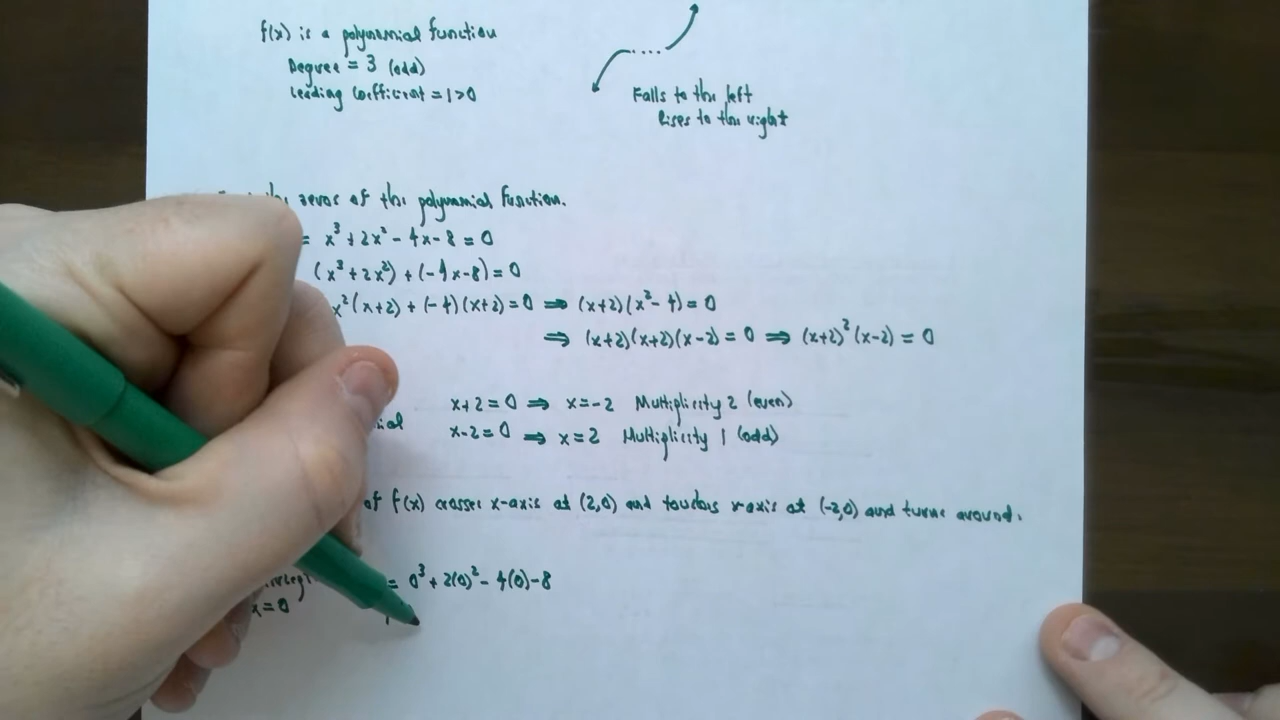 f(x) is a polynomial function
Degree = 3 (odd)
Leading Coefficient = 1 > 0
Falls to the left
Rises to the right
the zeros of the polynomial function.
= x³ + 2x² - 4x - 8 = 0
(x³ + 2x²) + (-4x - 8) = 0
x²(x+2) + (-4)(x+2) = 0 ⇒ (x+2)(x² - 4) = 0
⇒ (x+2)(x+2)(x-2) = 0 ⇒ (x+2)²(x-2) = 0
x+2 = 0 ⇒ x = -2 Multiplicity 2 (even)
x-2 = 0 ⇒ x = 2 Multiplicity 1 (odd)
of f(x) crosses x-axis at (2,0) and touches x-axis at (-2,0) and turns around.
= 0³ + 2(0)² - 4(0) - 8
x = 0